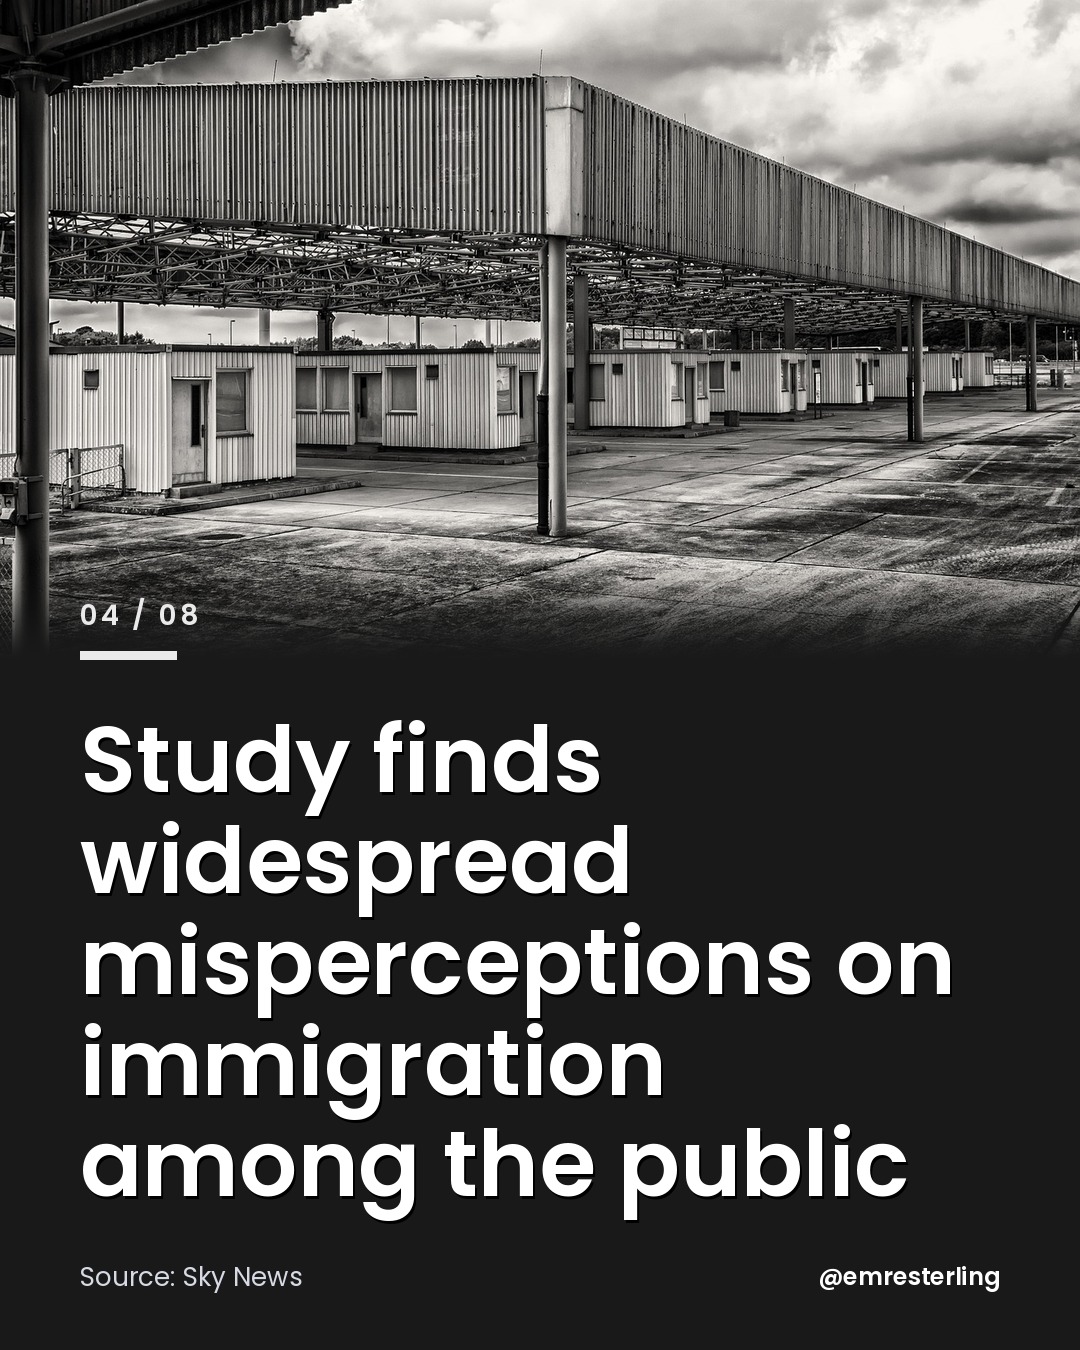 04 / 08
Study finds
widespread
misperceptions on
immigration
among the public
Source: Sky News
@emresterling